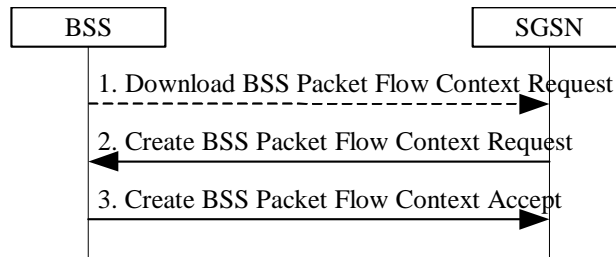 BSS
SGSN
1. Download BSS Packet Flow Context Request
2. Create BSS Packet Flow Context Request
3. Create BSS Packet Flow Context Accept